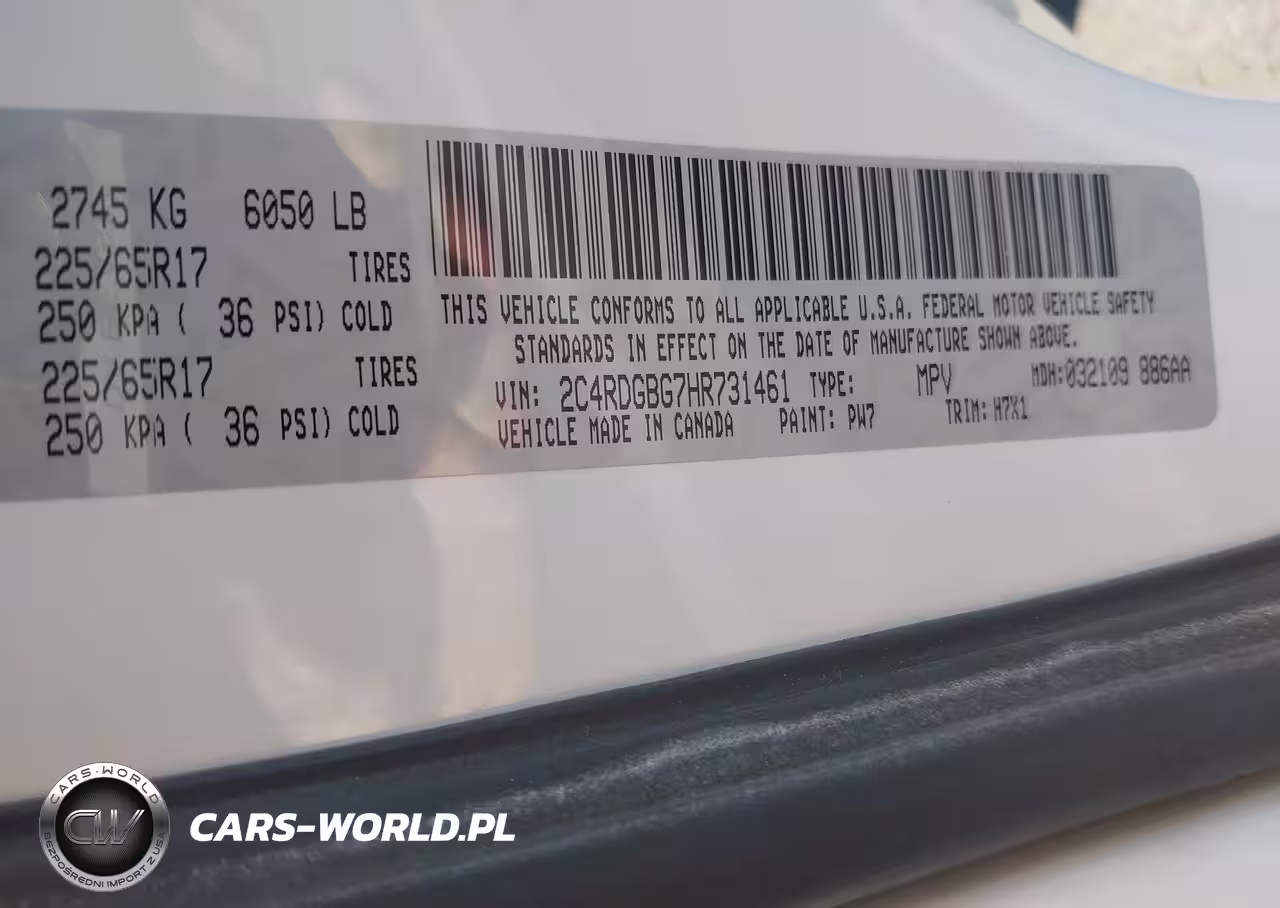 2745 KG 6050 LB
225/65R17 TIRES
250 KPA ( 36 PSI) COLD
225/65R17 TIRES
250 KPA ( 36 PSI) COLD
THIS VEHICLE CONFORMS TO ALL APPLICABLE U.S.A. FEDERAL MOTOR VEHICLE SAFETY
STANDARDS IN EFFECT ON THE DATE OF MANUFACTURE SHOWN ABOVE.
VIN: 2C4RDGBG7HR731461 TYPE: MPV MDH:032109 886AA
VEHICLE MADE IN CANADA PAINT: PW7 TRIM: H7X1
CARS-WORLD
CW
BEZPOŚREDNI IMPORT Z USA
CARS-WORLD.PL